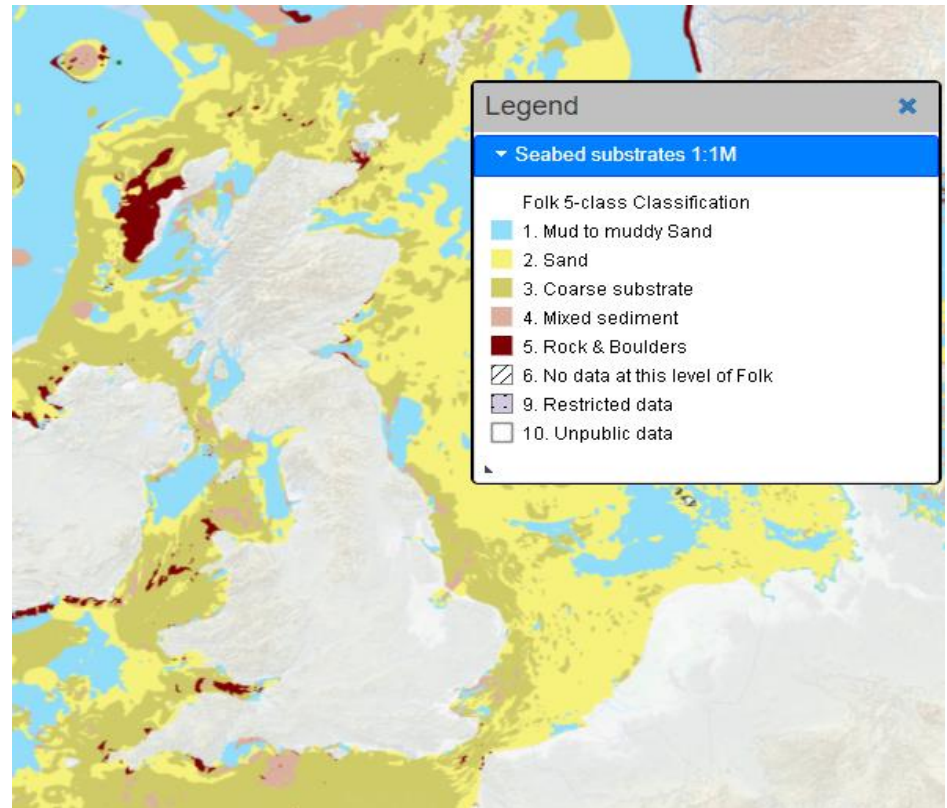 Legend
Seabed substrates 1:1M
Folk 5-class Classification
1. Mud to muddy Sand
2. Sand
3. Coarse substrate
4. Mixed sediment
5. Rock & Boulders
6. No data at this level of Folk
9. Restricted data
10. Unpublic data